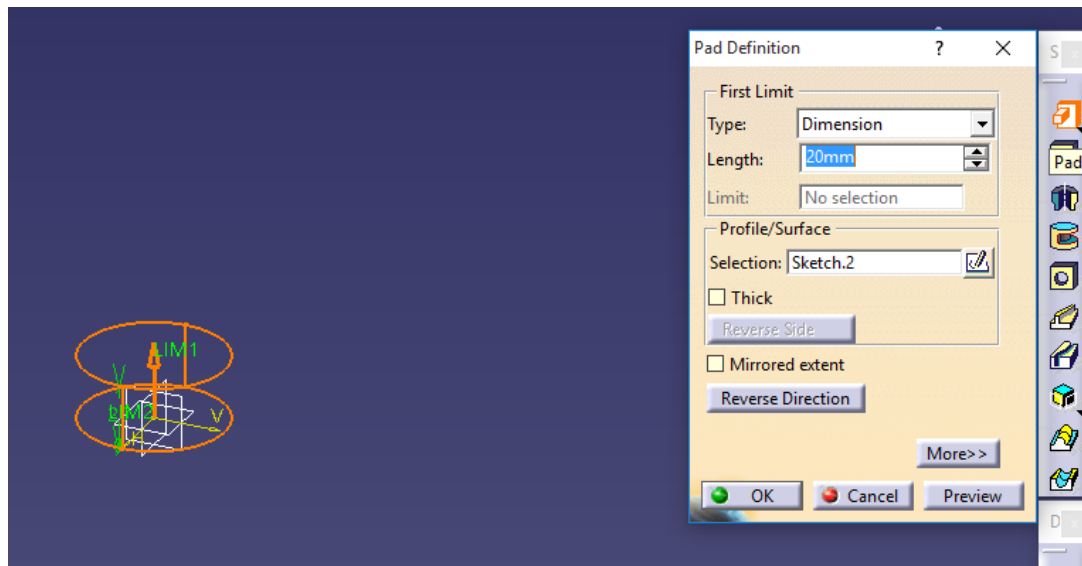 Pad Definition ? ×
First Limit
Type: Dimension
Length: 20mm
Limit: No selection
Profile/Surface
Selection: Sketch.2
Thick
Reverse Side
Mirrored extent
Reverse Direction
More>>
OK Cancel Preview
S
Pad
D
LIM1
V
LIM2
V